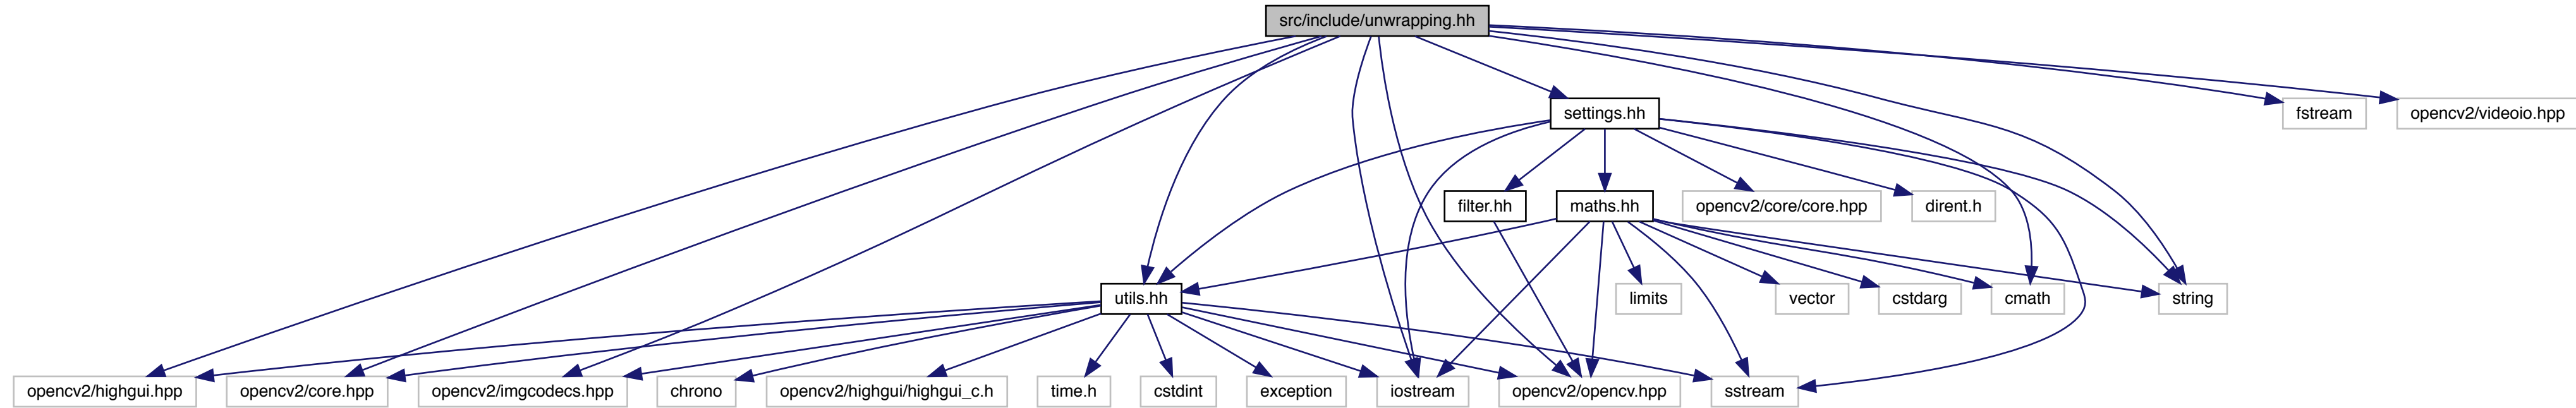 src/include/unwrapping.hh
settings.hh
fstream
opencv2/videoio.hpp
filter.hh
maths.hh
opencv2/core/core.hpp
dirent.h
utils.hh
limits
vector
cstdarg
cmath
string
opencv2/highgui.hpp
opencv2/core.hpp
opencv2/imgcodecs.hpp
chrono
opencv2/highgui/highgui_c.h
time.h
cstdint
exception
iostream
opencv2/opencv.hpp
sstream